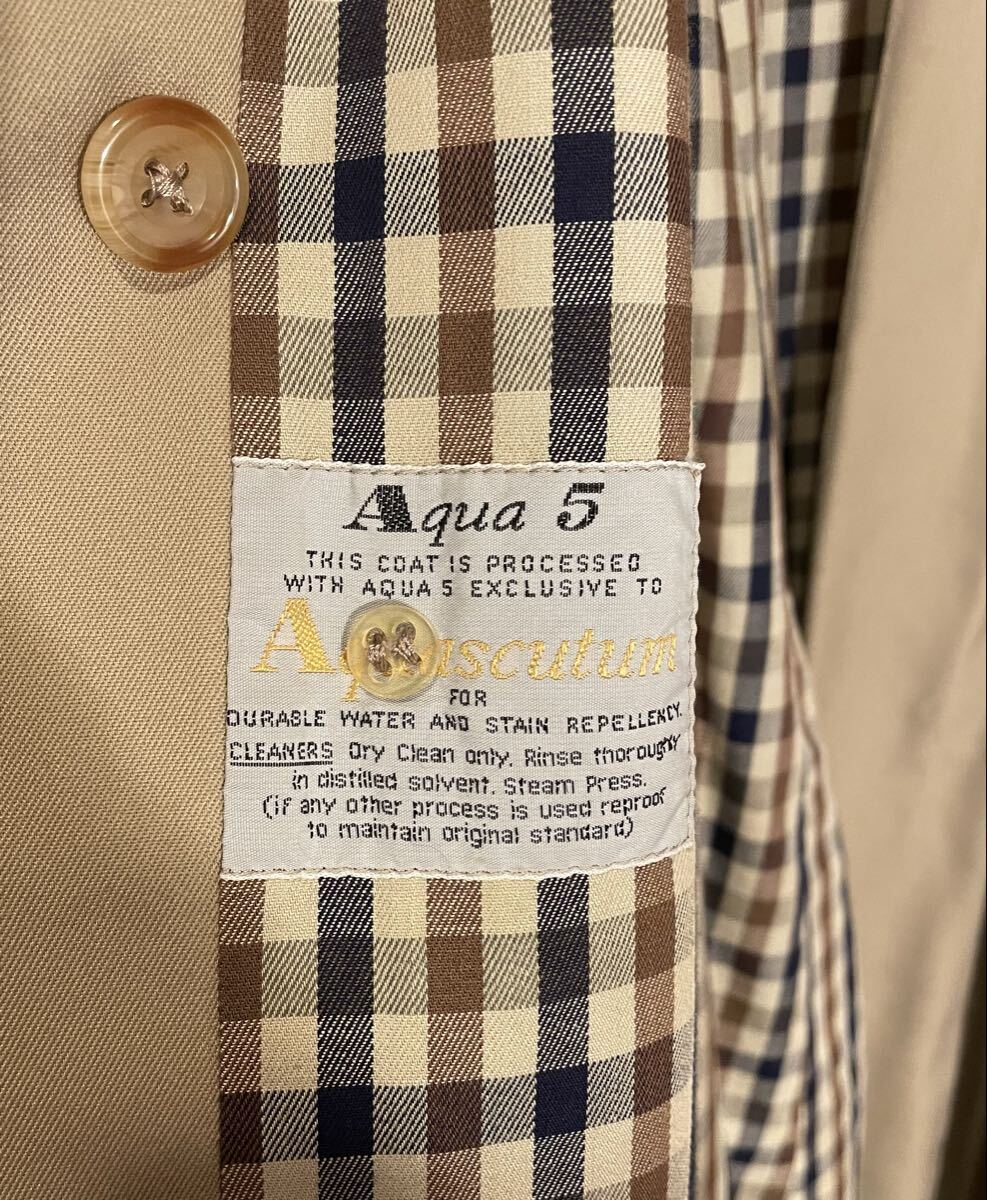 Aqua 5
THIS COAT IS PROCESSED
WITH AQUA 5 EXCLUSIVE TO
Aquascutum
FOR
DURABLE WATER AND STAIN REPELLENCY.
CLEANERS Dry Clean only. Rinse thoroughly
in distilled solvent. Steam Press.
(if any other process is used reproof
to maintain original standard)